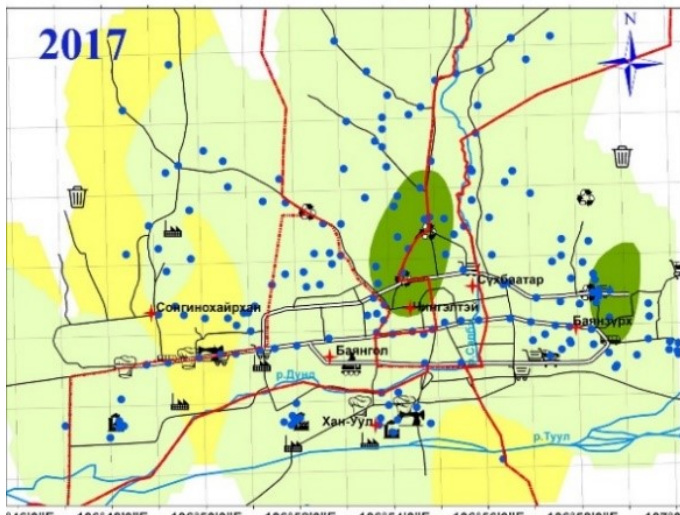 2017
N
Сонгинохайрхан
Сүхбаатар
Чингэлтэй
Баянзүрх
Баянгол
р.Дунд
Хан-Уул
р.Туул